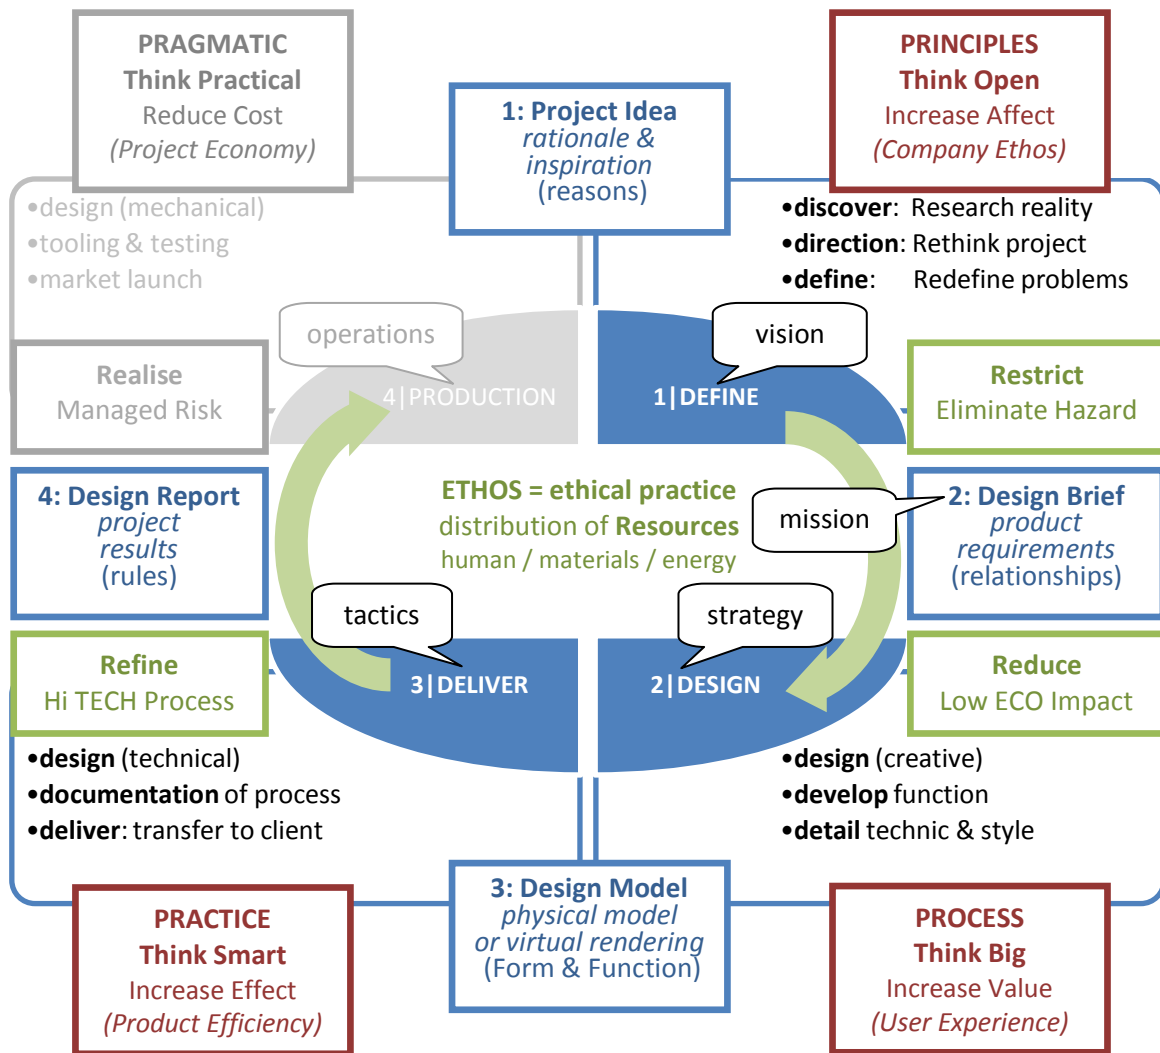 PRAGMATIC
Think Practical
Reduce Cost
(Project Economy)
1: Project Idea
rationale &
inspiration
(reasons)
PRINCIPLES
Think Open
Increase Affect
(Company Ethos)
•design (mechanical)
•tooling & testing
•market launch
•discover: Research reality
•direction: Rethink project
•define: Redefine problems
operations
vision
Realise
Managed Risk
4|PRODUCTION
1|DEFINE
Restrict
Eliminate Hazard
4: Design Report
project
results
(rules)
ETHOS = ethical practice
distribution of Resources
human / materials / energy
mission
2: Design Brief
product
requirements
(relationships)
tactics
strategy
Refine
Hi TECH Process
3|DELIVER
2|DESIGN
Reduce
Low ECO Impact
•design (technical)
•documentation of process
•deliver: transfer to client
•design (creative)
•develop function
•detail technic & style
PRACTICE
Think Smart
Increase Effect
(Product Efficiency)
3: Design Model
physical model
or virtual rendering
(Form & Function)
PROCESS
Think Big
Increase Value
(User Experience)